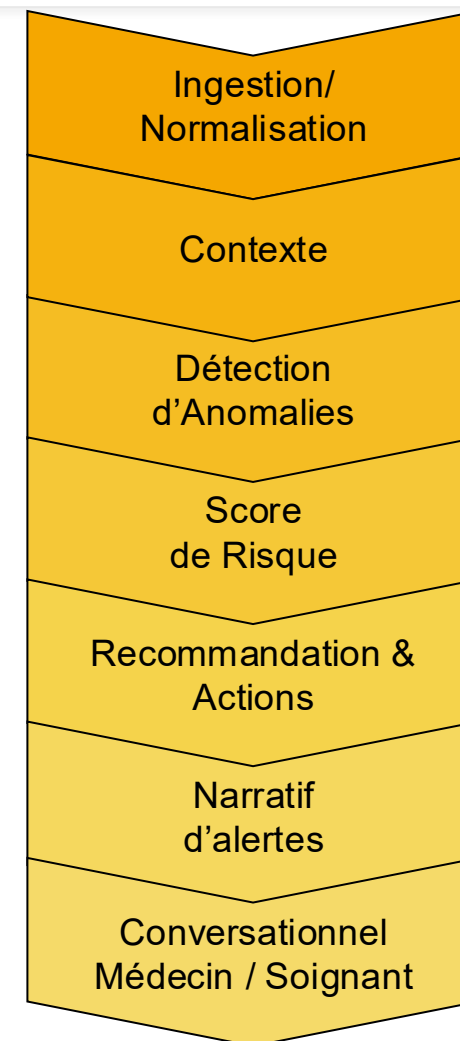 Ingestion/
Normalisation
Contexte
Détection
d’Anomalies
Score
de Risque
Recommandation &
Actions
Narratif
d’alertes
Conversationnel
Médecin / Soignant